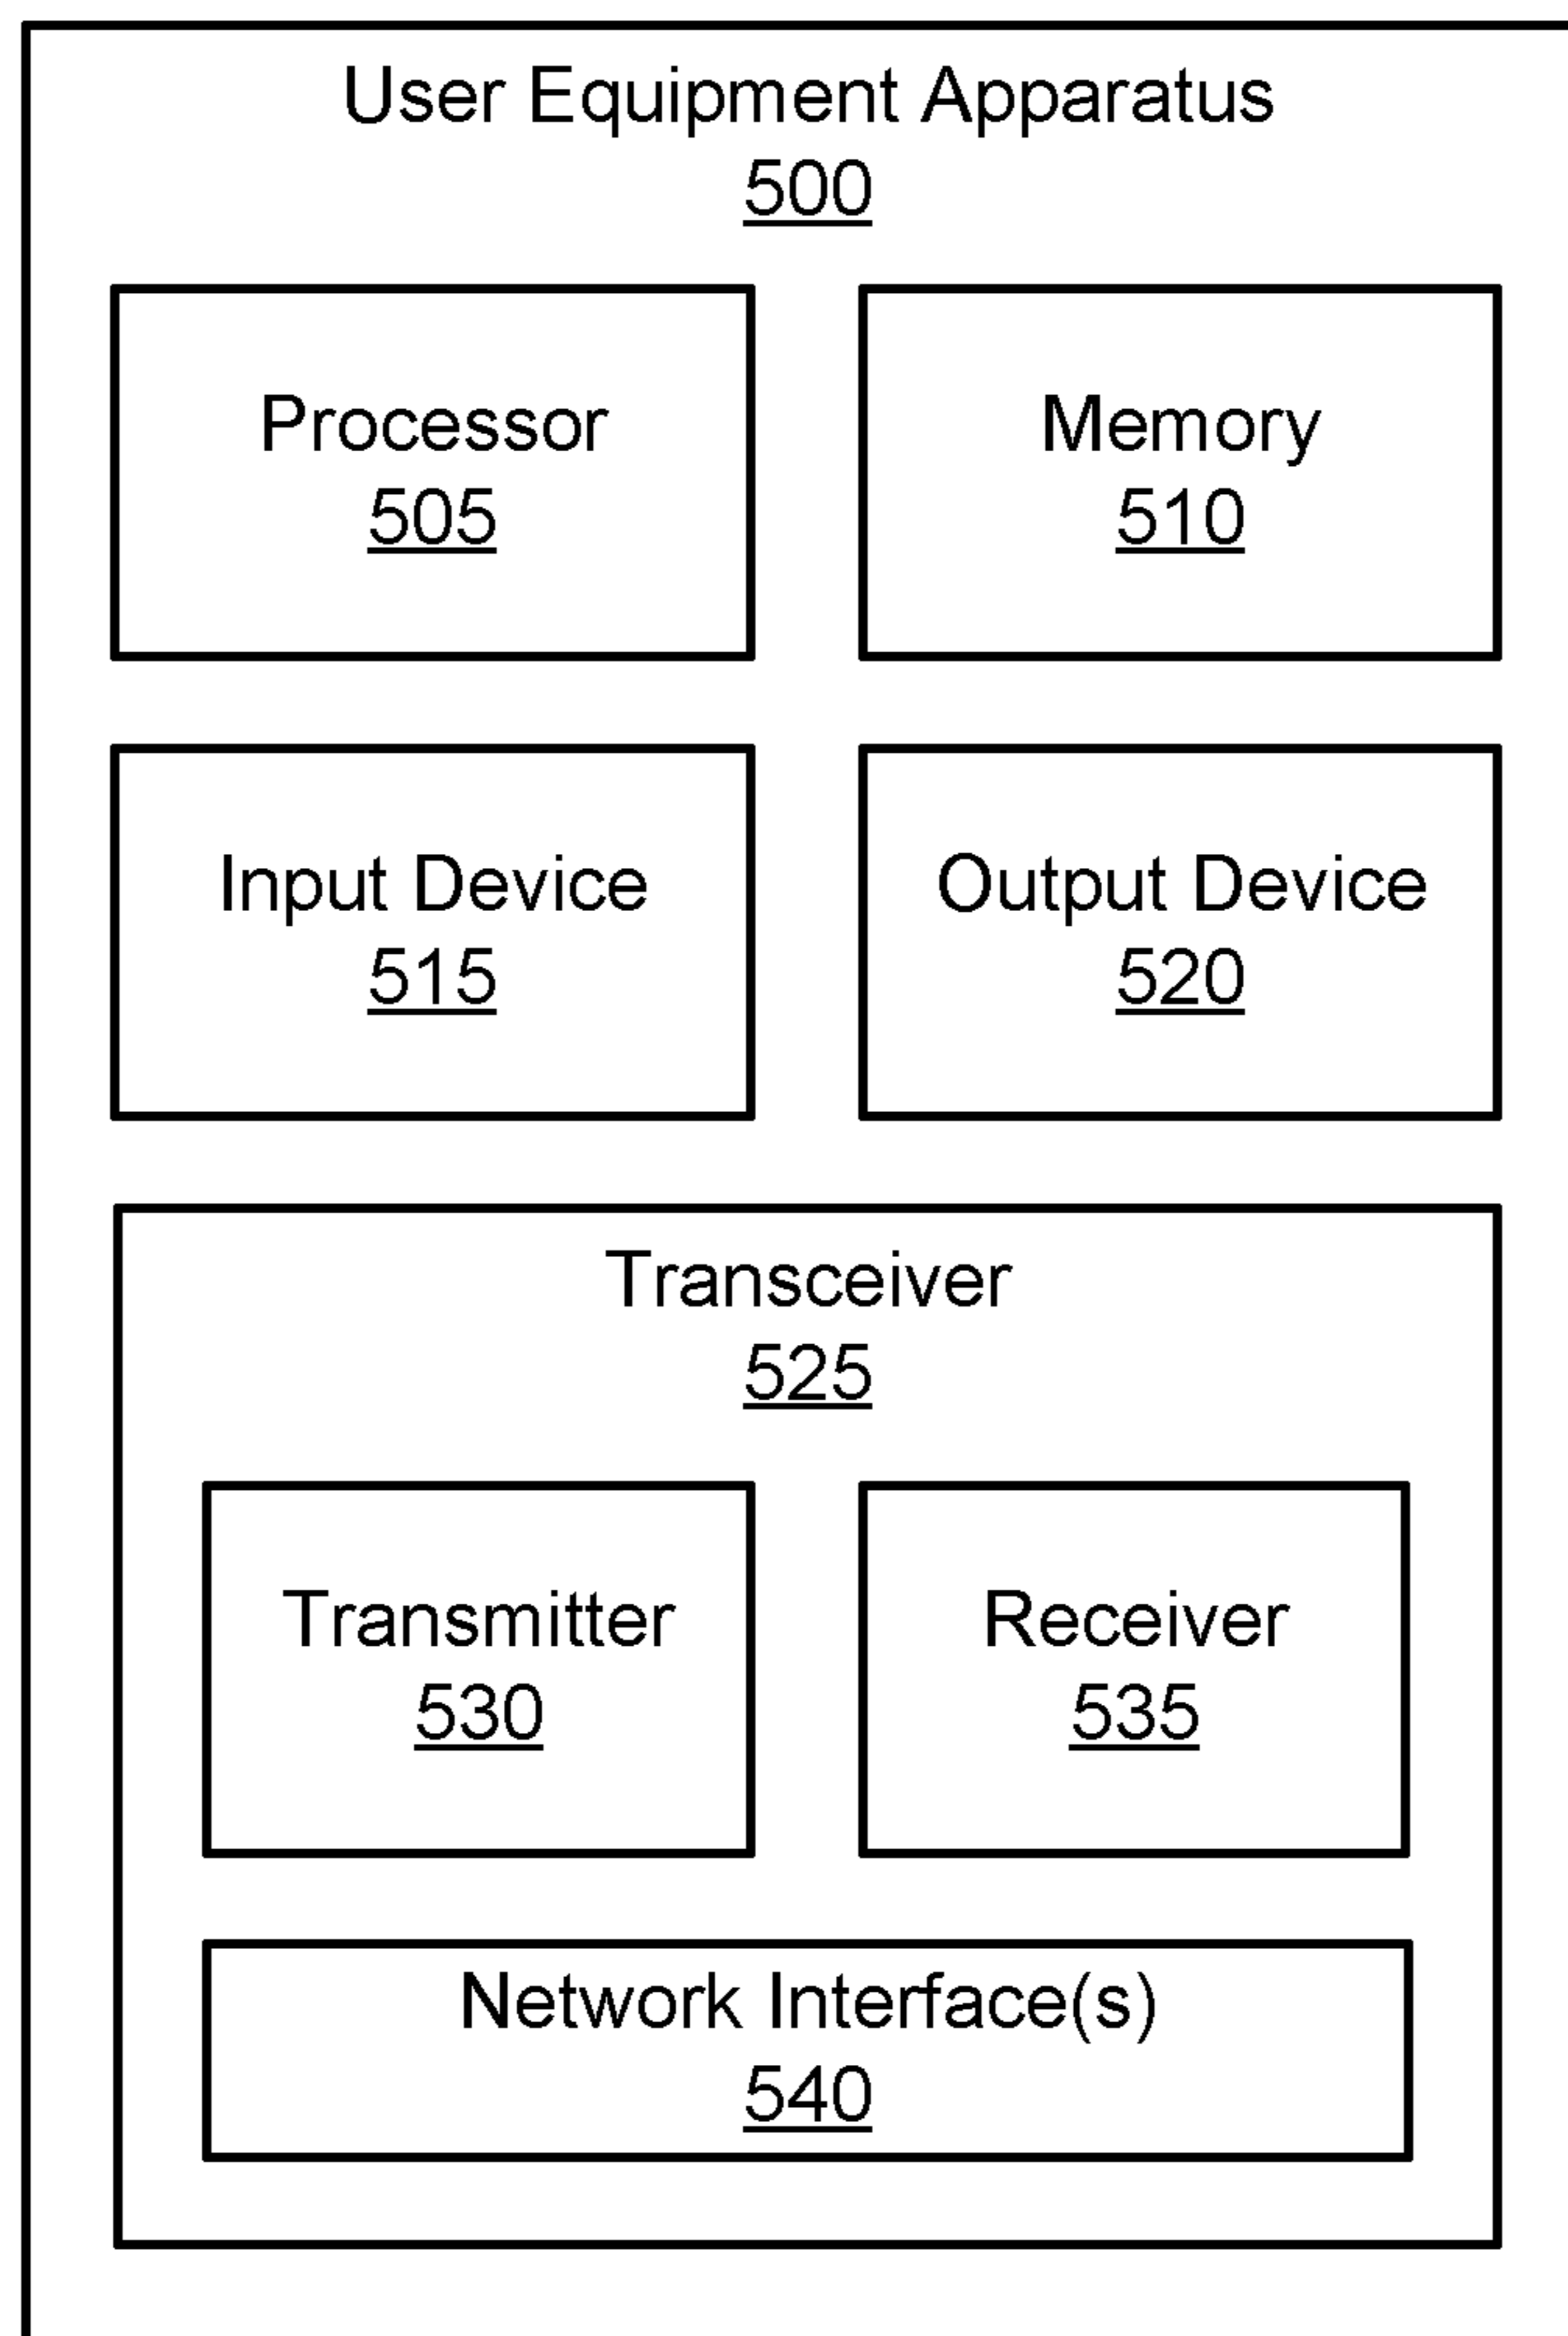 User Equipment Apparatus
500
Processor
505
Memory
510
Input Device
515
Output Device
520
Transceiver
525
Transmitter
530
Receiver
535
Network Interface(s)
540